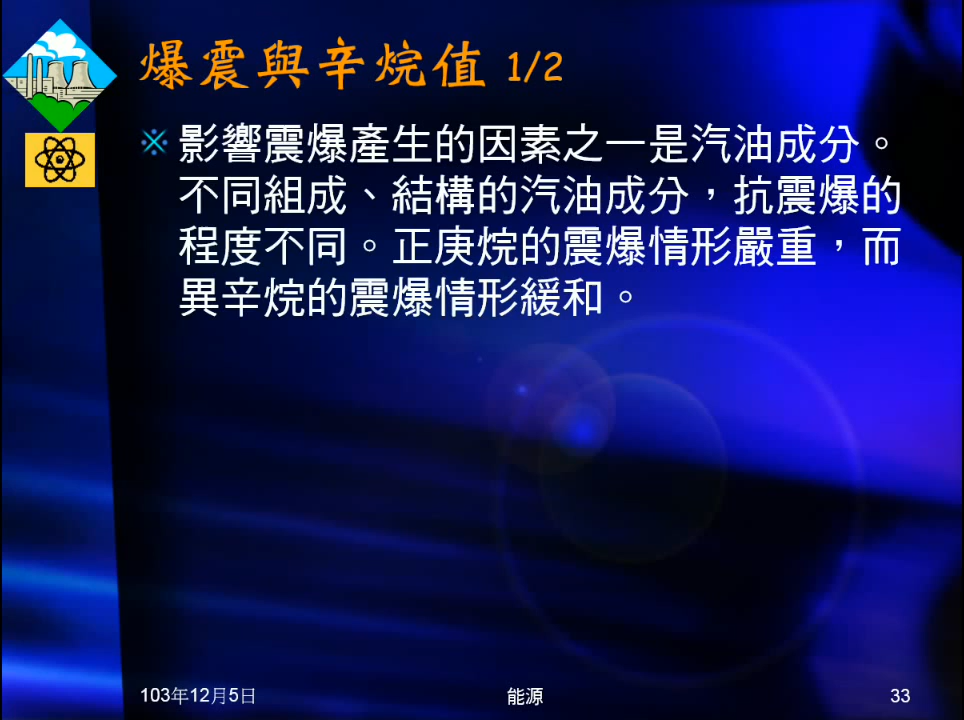 爆震與辛烷值 1/2
※影響震爆產生的因素之一是汽油成分。
不同組成、結構的汽油成分，抗震爆的
程度不同。正庚烷的震爆情形嚴重，而
異辛烷的震爆情形緩和。
103年12月5日
能源
33